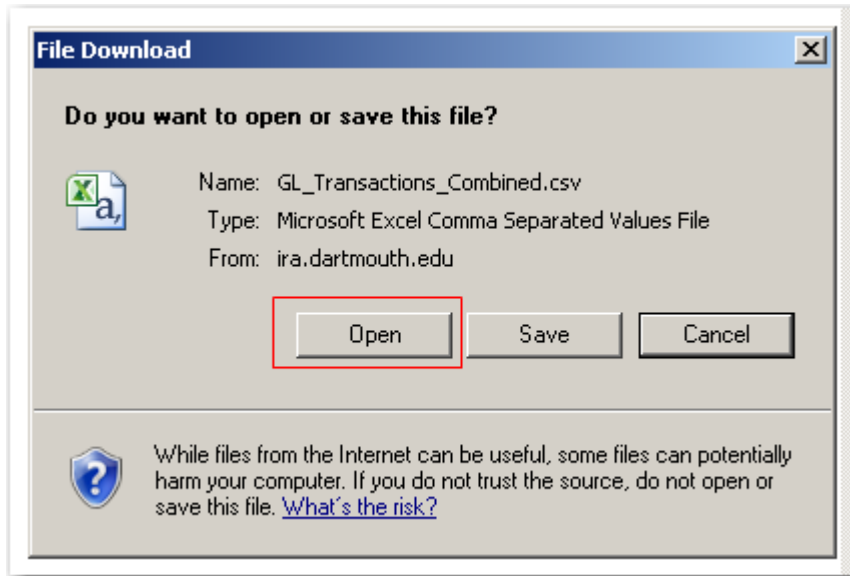 File Download
Do you want to open or save this file?
a,
Name: GL_Transactions_Combined.csv
Type: Microsoft Excel Comma Separated Values File
From: ira.dartmouth.edu
Open Save Cancel
While files from the Internet can be useful, some files can potentially
harm your computer. If you do not trust the source, do not open or
save this file. What's the risk?